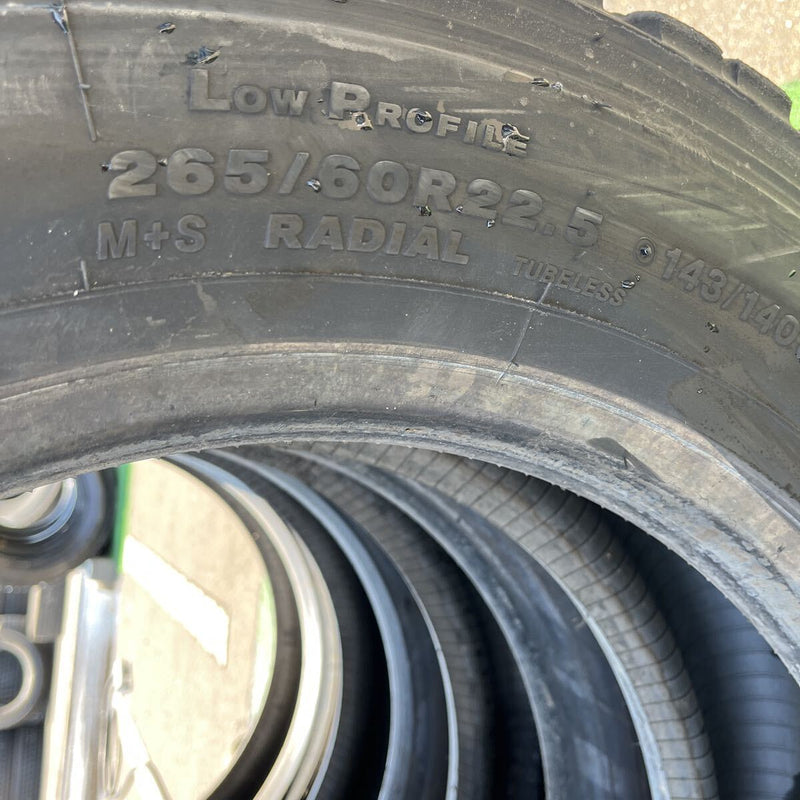 LOW PROFILE
265/60R22.5
M+S RADIAL TUBELESS 143/140